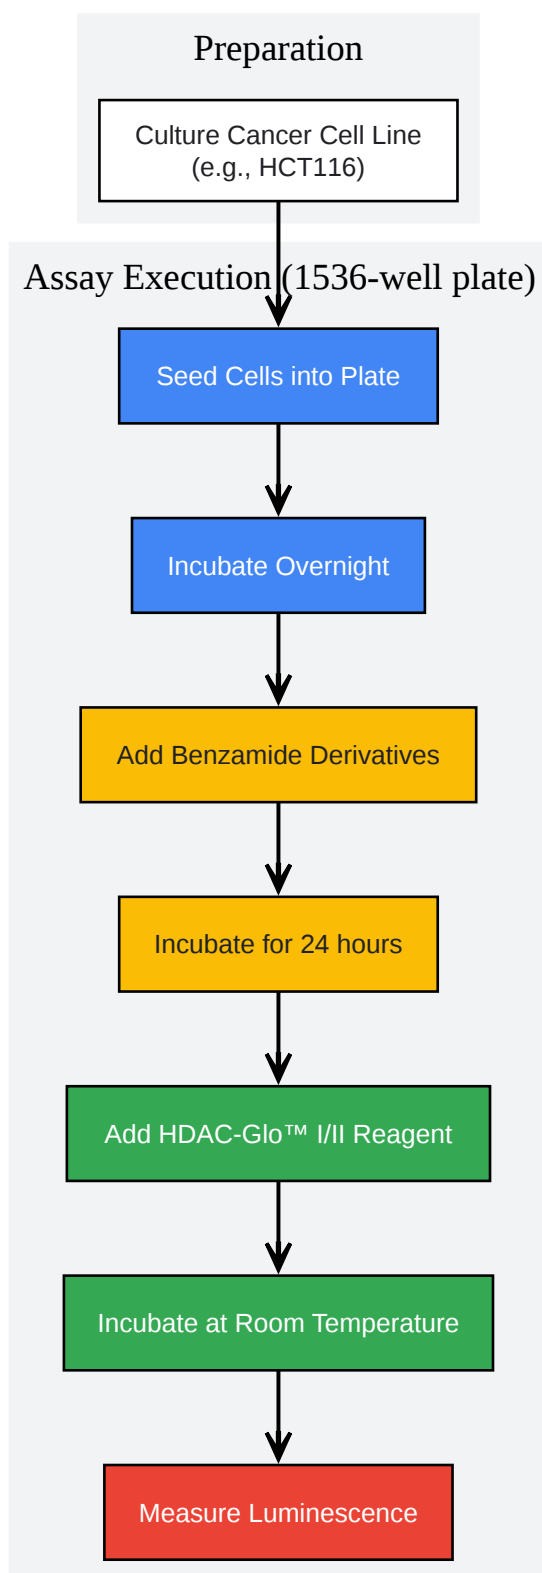 Preparation
Culture Cancer Cell Line
(e.g., HCT116)
Assay Execution (1536-well plate)
Seed Cells into Plate
Incubate Overnight
Add Benzamide Derivatives
Incubate for 24 hours
Add HDAC-Glo™ I/II Reagent
Incubate at Room Temperature
Measure Luminescence